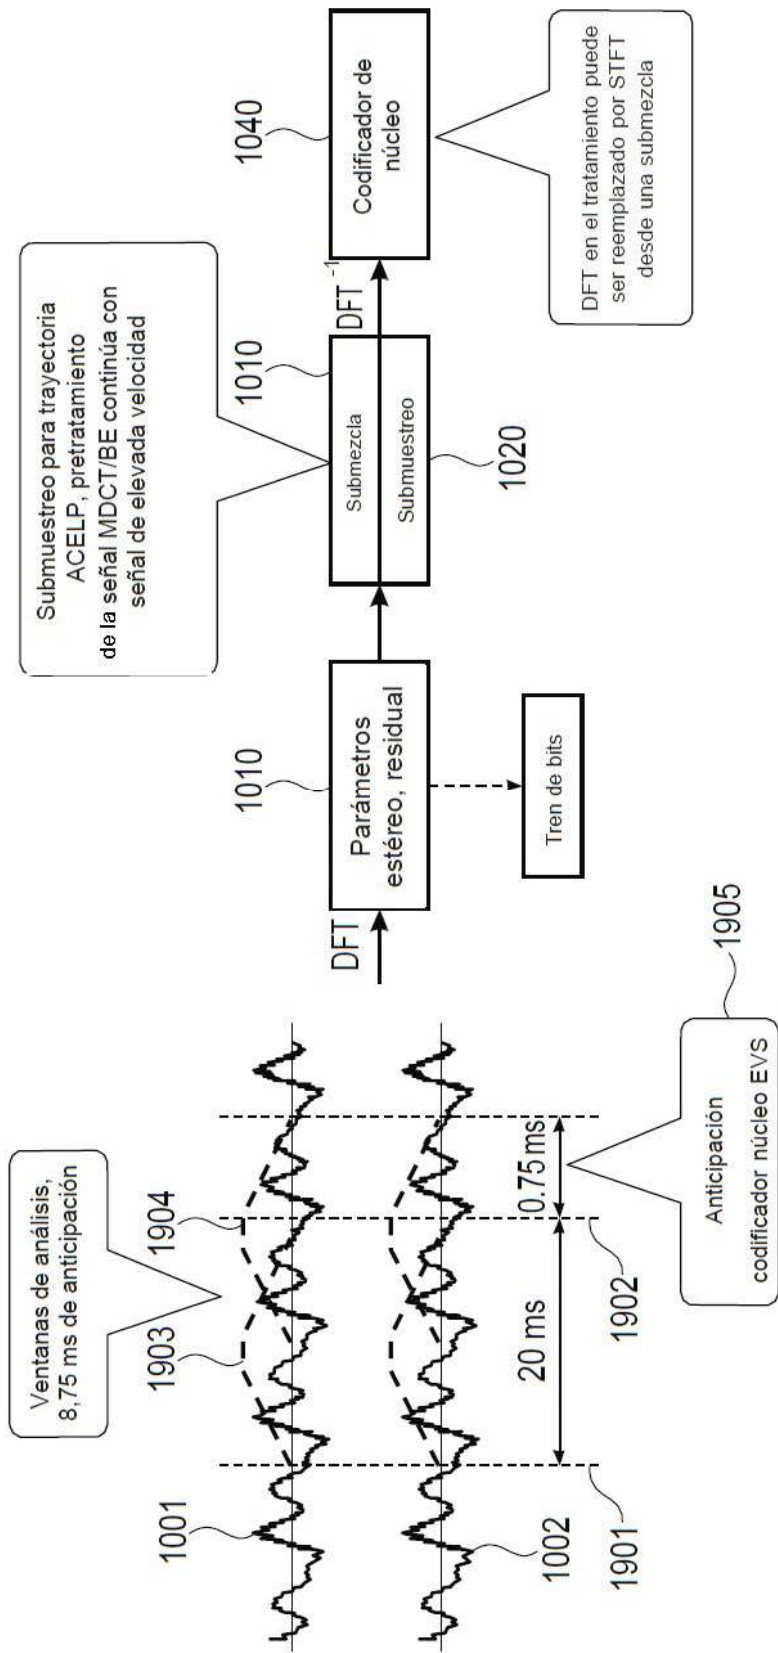 Ventanas de análisis,
8,75 ms de anticipación
1001
1903
1904
1002
1901
20 ms
1902
0.75 ms
Anticipación
codificador núcleo EVS
1905
DFT
1010
Parámetros
estéreo, residual
Tren de bits
Submuestreo para trayectoria
ACELP, pretratamiento
de la señal MDCT/BE continúa con
señal de elevada velocidad
1010
Submezcla
Submuestreo
1020
DFT -1
1040
Codificador de
núcleo
DFT en el tratamiento puede
ser reemplazado por STFT
desde una submezcla